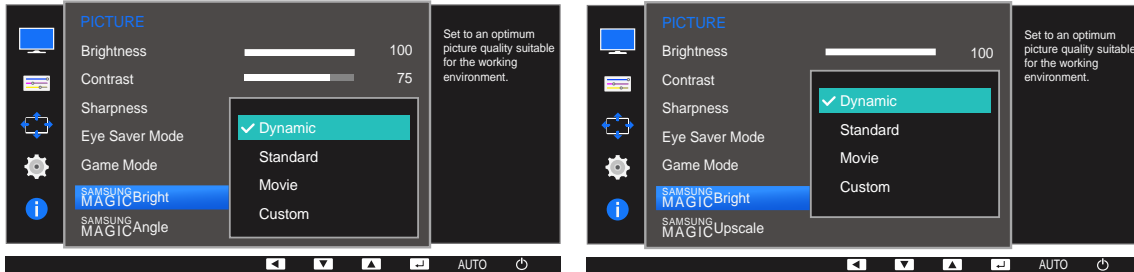 PICTURE
Brightness 100
Contrast 75
Sharpness
Eye Saver Mode
Game Mode
SAMSUNG
MAGICBright
SAMSUNG
MAGICAngle
Dynamic
Standard
Movie
Custom
Set to an optimum
picture quality suitable
for the working
environment.
AUTO
PICTURE
Brightness 100
Contrast
Sharpness
Eye Saver Mode
Game Mode
SAMSUNG
MAGICBright
SAMSUNG
MAGICUpscale
Dynamic
Standard
Movie
Custom
Set to an optimum
picture quality suitable
for the working
environment.
AUTO